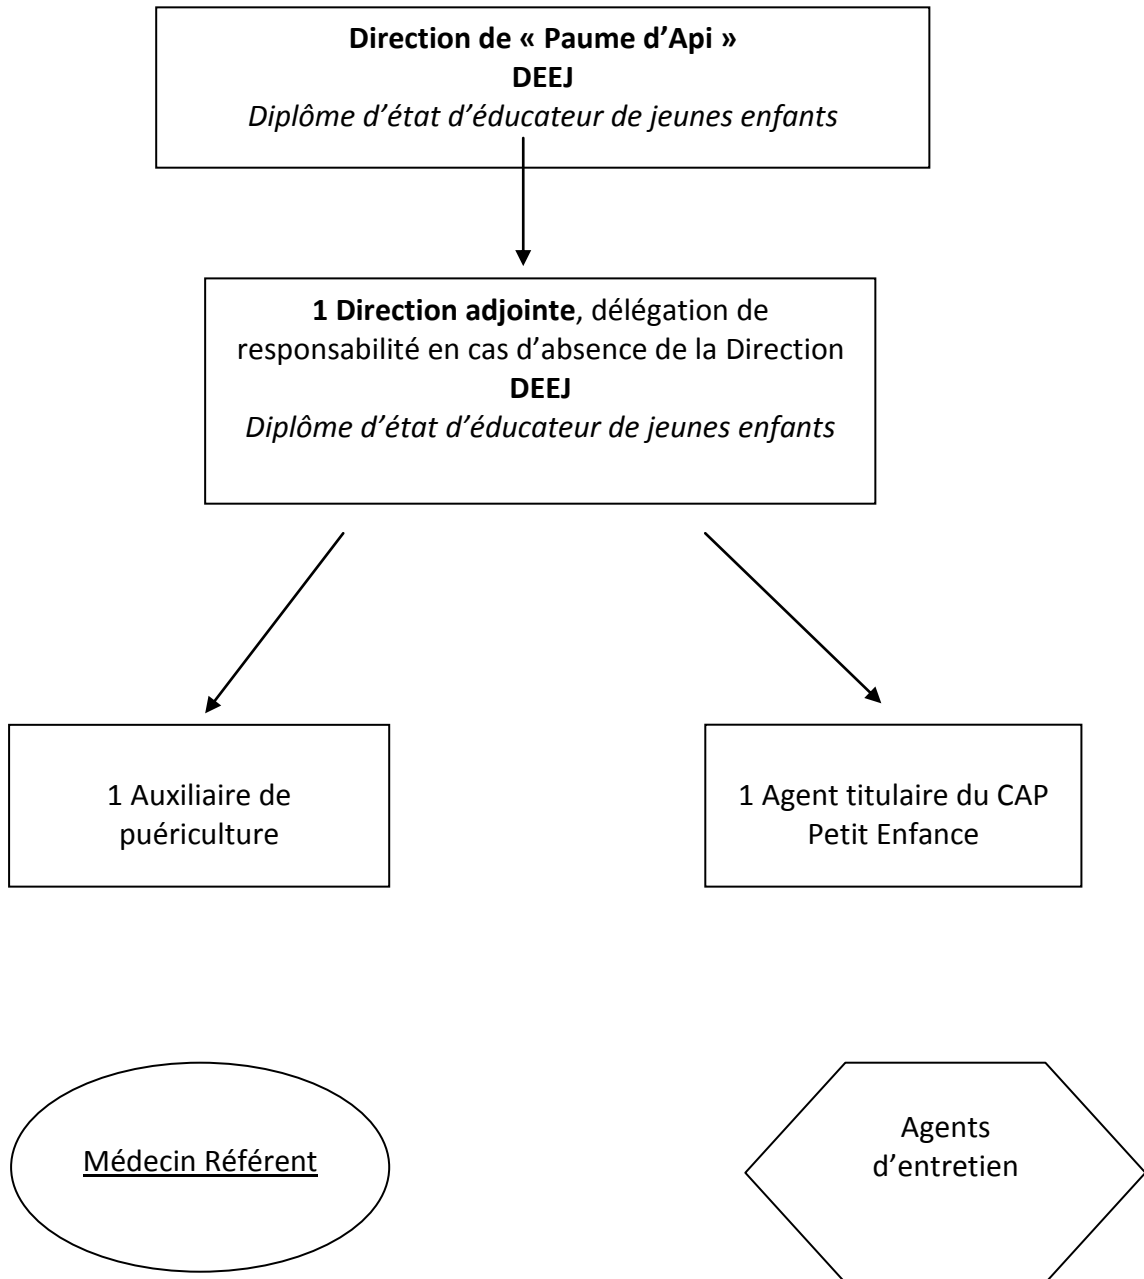 Direction de « Paume d’Api »
DEEJ
Diplôme d’état d’éducateur de jeunes enfants
1 Direction adjointe, délégation de
responsabilité en cas d’absence de la Direction
DEEJ
Diplôme d’état d’éducateur de jeunes enfants
1 Auxiliaire de
puériculture
1 Agent titulaire du CAP
Petit Enfance
Médecin Référent
Agents
d’entretien